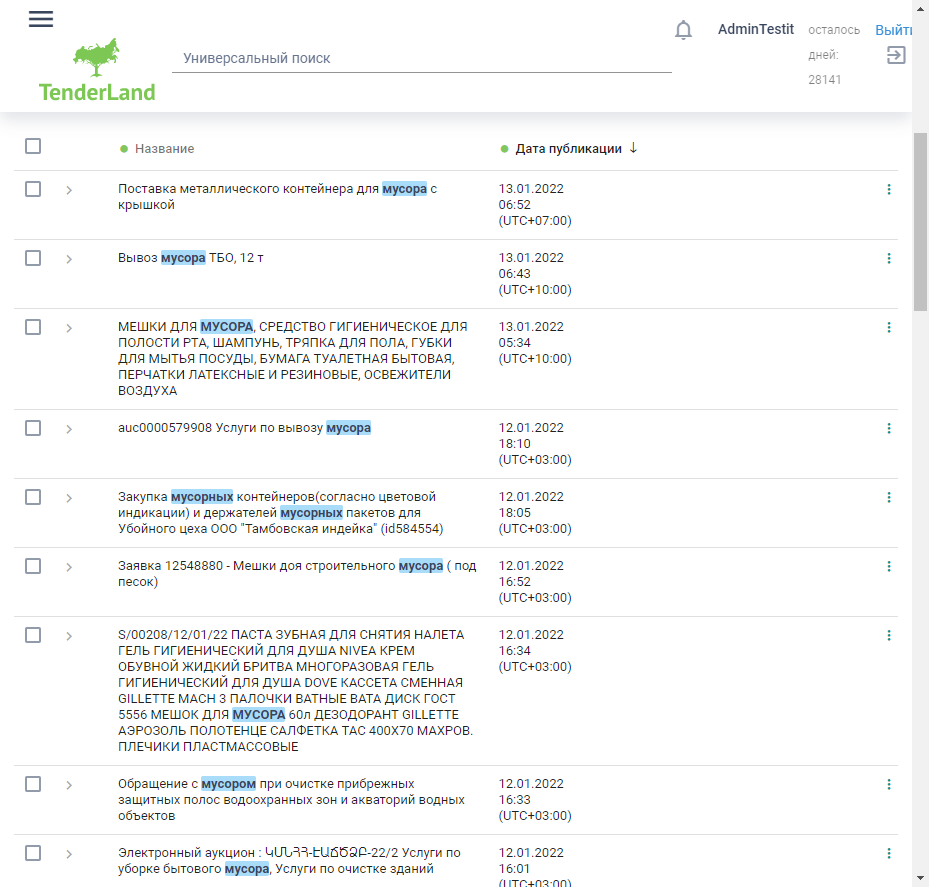 AdminTestit
осталось
дней:
28141
Выйти
TenderLand
Универсальный поиск
Название
Дата публикации
Поставка металлического контейнера для мусора с
крышкой
13.01.2022
06:52
(UTC+07:00)
Вывоз мусора ТБО, 12 т
13.01.2022
06:43
(UTC+10:00)
МЕШКИ ДЛЯ МУСОРА, СРЕДСТВО ГИГИЕНИЧЕСКОЕ ДЛЯ
ПОЛОСТИ РТА, ШАМПУНЬ, ТРЯПКА ДЛЯ ПОЛА, ГУБКИ
ДЛЯ МЫТЬЯ ПОСУДЫ, БУМАГА ТУАЛЕТНАЯ БЫТОВАЯ,
ПЕРЧАТКИ ЛАТЕКСНЫЕ И РЕЗИНОВЫЕ, ОСВЕЖИТЕЛИ
ВОЗДУХА
13.01.2022
05:34
(UTC+10:00)
auc0000579908 Услуги по вывозу мусора
12.01.2022
18:10
(UTC+03:00)
Закупка мусорных контейнеров(согласно цветовой
индикации) и держателей мусорных пакетов для
Убойного цеха ООО "Тамбовская индейка" (id584554)
12.01.2022
18:05
(UTC+03:00)
Заявка 12548880 - Мешки доя строительного мусора ( под
песок)
12.01.2022
16:52
(UTC+03:00)
S/00208/12/01/22 ПАСТА ЗУБНАЯ ДЛЯ СНЯТИЯ НАЛЕТА
ГЕЛЬ ГИГИЕНИЧЕСКИЙ ДЛЯ ДУША NIVEA КРЕМ
ОБУВНОЙ ЖИДКИЙ БРИТВА МНОГОРАЗОВАЯ ГЕЛЬ
ГИГИЕНИЧЕСКИЙ ДЛЯ ДУША DOVE КАССЕТА СМЕННАЯ
GILLETTE MACH 3 ПАЛОЧКИ ВАТНЫЕ ВАТА ДИСК ГОСТ
5556 МЕШОК ДЛЯ МУСОРА 60л ДЕЗОДОРАНТ GILLETTE
АЭРОЗОЛЬ ПОЛОТЕНЦЕ САЛФЕТКА ТАС 400Х70 МАХРОВ.
ПЛЕЧИКИ ПЛАСТМАССОВЫЕ
12.01.2022
16:34
(UTC+03:00)
Обращение с мусором при очистке прибрежных
защитных полос водоохранных зон и акваторий водных
объектов
12.01.2022
16:33
(UTC+03:00)
Электронный аукцион : ԿՄՆՀՀ-ԷԱՃԾՁԲ-22/2 Услуги по
уборке бытового мусора, Услуги по очистке зданий
12.01.2022
16:01
(UTC+03:00)